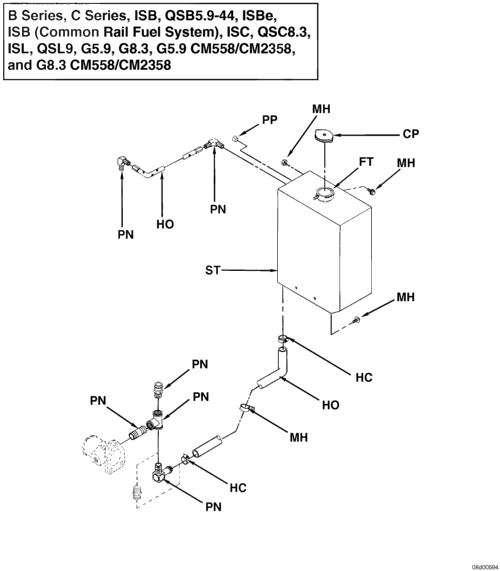 B Series, C Series, ISB, QSB5.9-44, ISBe,
ISB (Common Rail Fuel System), ISC, QSC8.3,
ISL, QSL9, G5.9, G8.3, G5.9 CM558/CM2358,
and G8.3 CM558/CM2358
PP
MH
CP
FT
MH
PN
PN
HO
ST
MH
HC
HO
MH
PN
PN
PN
HC
PN
08d00694